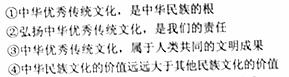 ①中华优秀传统文化，是中华民族的根
②弘扬中华优秀传统文化，是我们的责任
③中华优秀传统文化，属于人类共同的文明成果
④中华民族文化的价值远远大于其他民族文化的价值